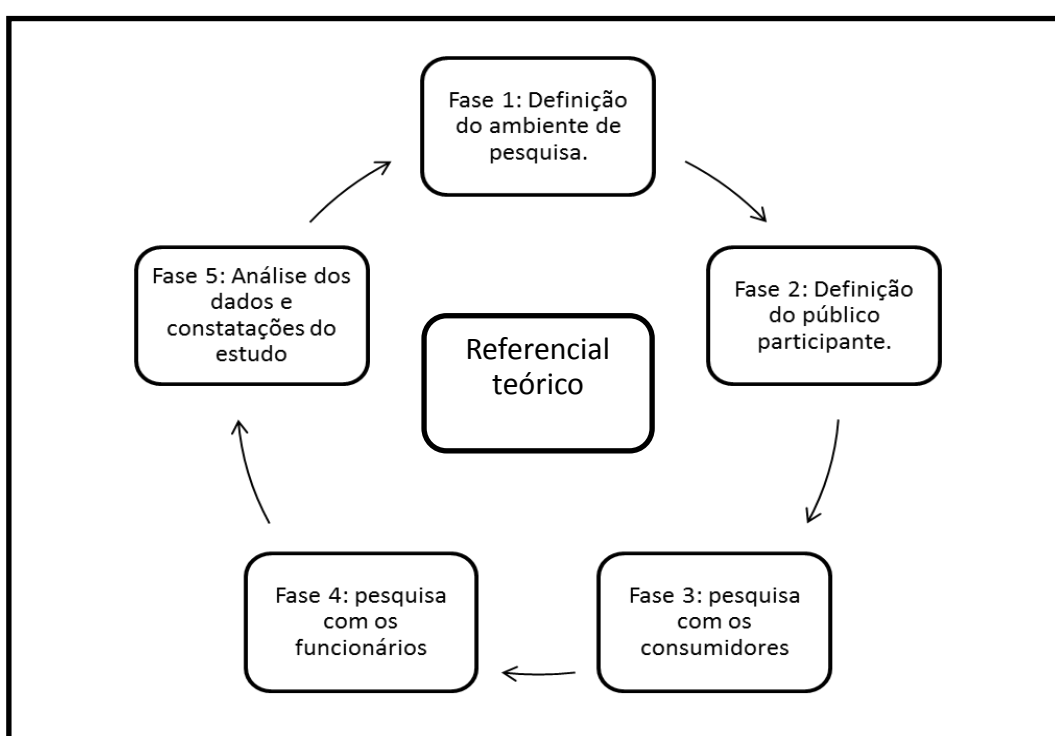 Fase 1: Definição
do ambiente de
pesquisa.
Fase 2: Definição
do público
participante.
Fase 3: pesquisa
com os
consumidores
Fase 4: pesquisa
com os
funcionários
Fase 5: Análise dos
dados e
constatações do
estudo
Referencial
teórico